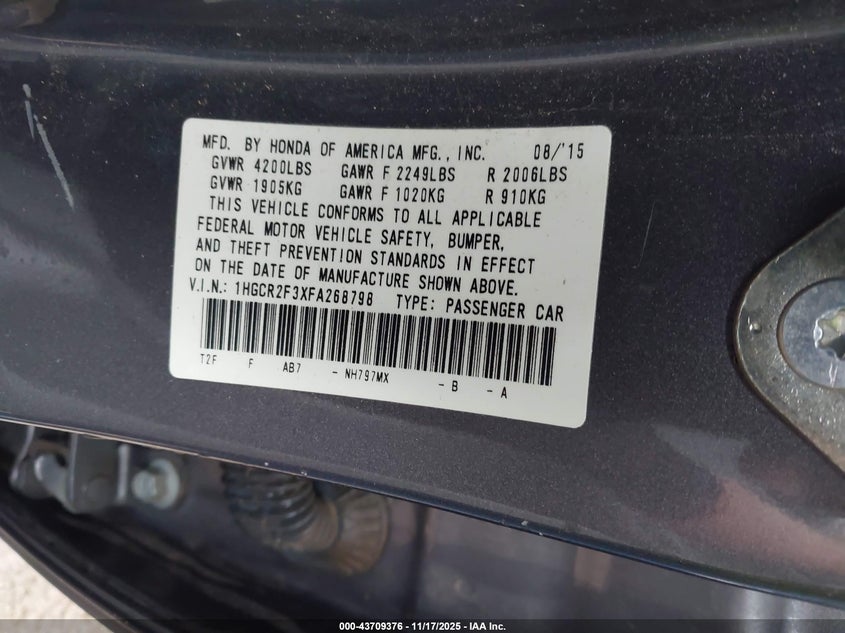 MFD. BY HONDA OF AMERICA MFG., INC. 08/'15
GVWR 4200LBS GAWR F 2249LBS R 2006LBS
GVWR 1905KG GAWR F 1020KG R 910KG
THIS VEHICLE CONFORMS TO ALL APPLICABLE
FEDERAL MOTOR VEHICLE SAFETY, BUMPER,
AND THEFT PREVENTION STANDARDS IN EFFECT
ON THE DATE OF MANUFACTURE SHOWN ABOVE.
V.I.N.: 1HGCR2F3XFA268798 TYPE: PASSENGER CAR
T2F F AB7 - NH797MX - B - A
000-43709376 - 11/17/2025 - IAA Inc.